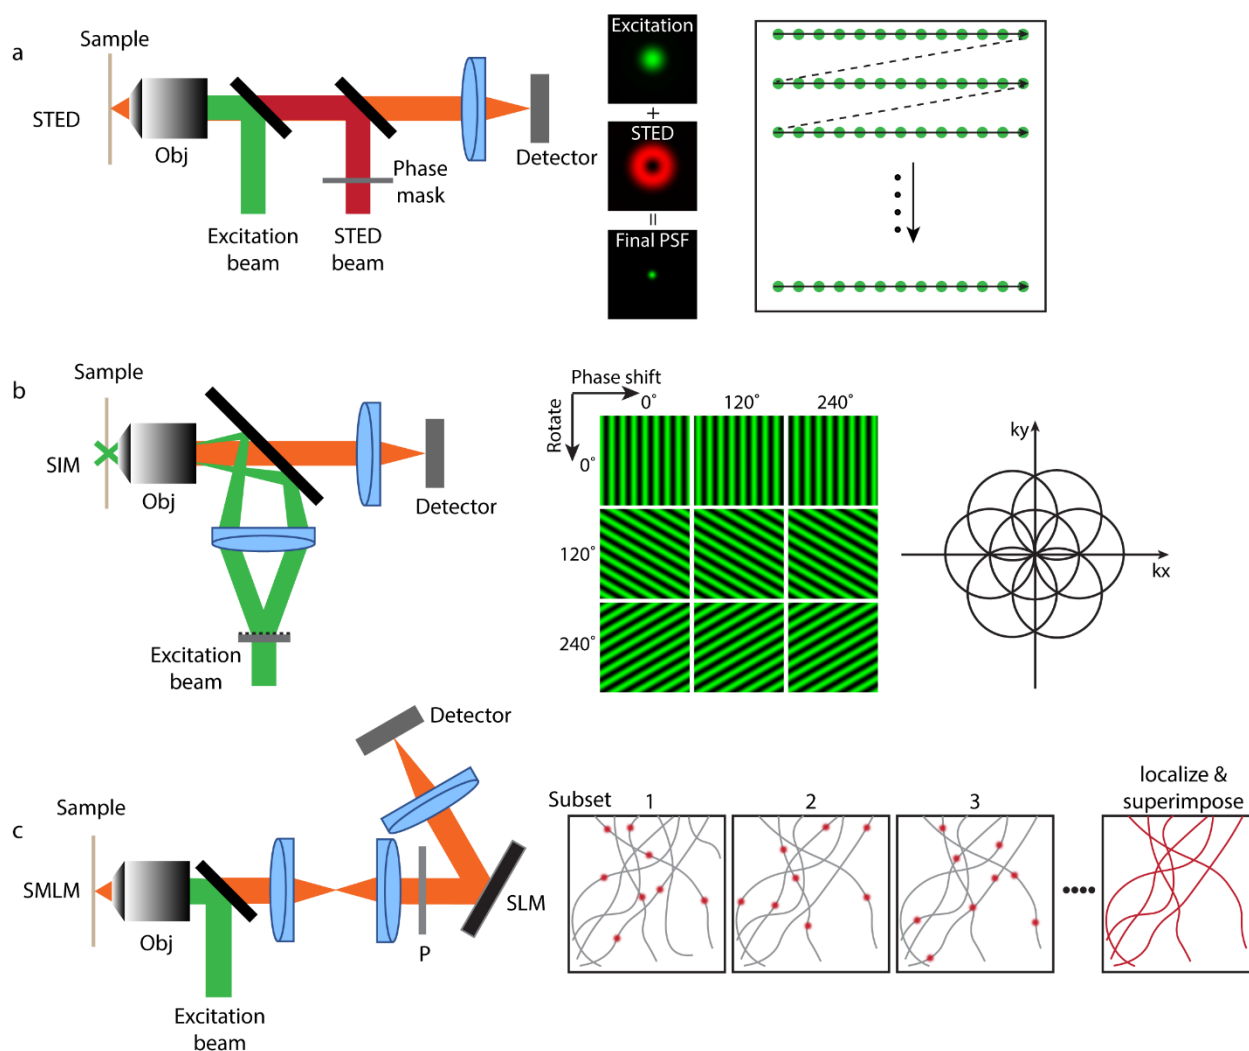 a
Sample
STED
Obj
Excitation
beam
STED
beam
Phase
mask
Detector
Excitation
+
STED
=
Final PSF
b
Sample
SIM
Obj
Excitation
beam
Detector
Phase shift
Rotate
0° 120° 240°
0°
120°
240°
ky
kx
c
Sample
SMLM
Obj
Excitation
beam
P
SLM
Detector
Subset 1 2 3
localize &
superimpose